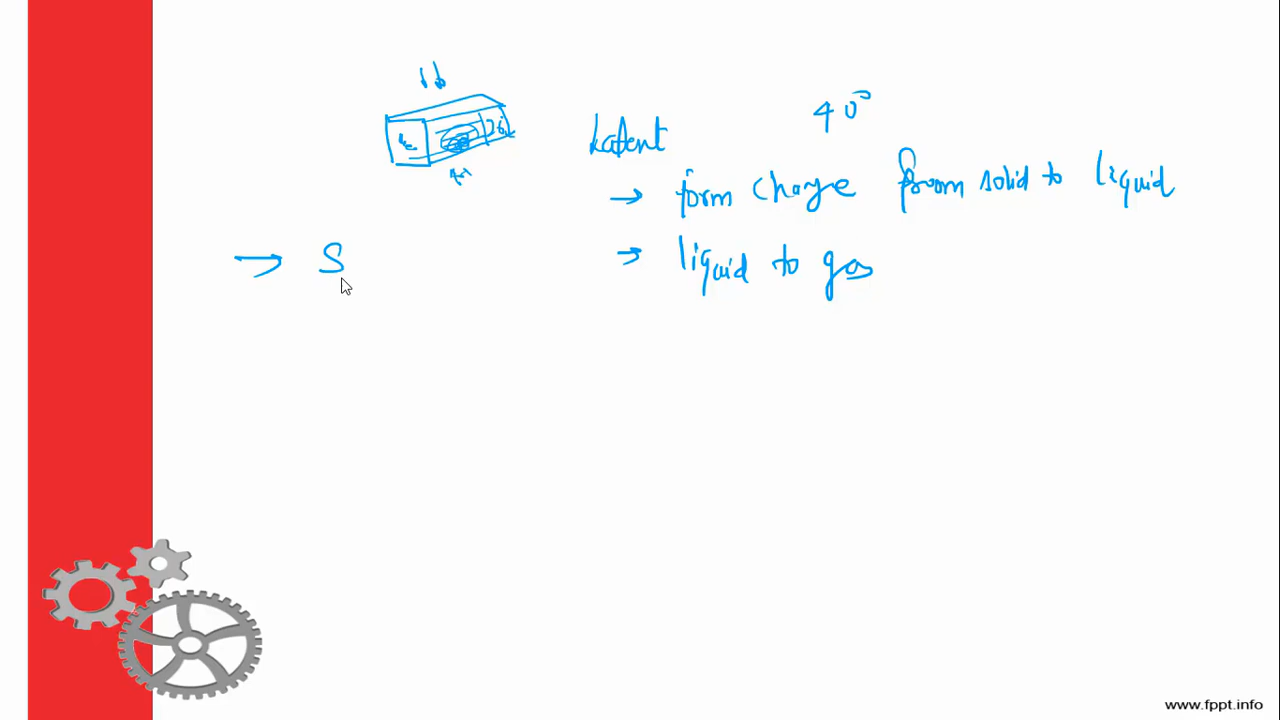 40°
Latent
→ form change from solid to liquid
→ liquid to gas
→ S
www.fppt.info